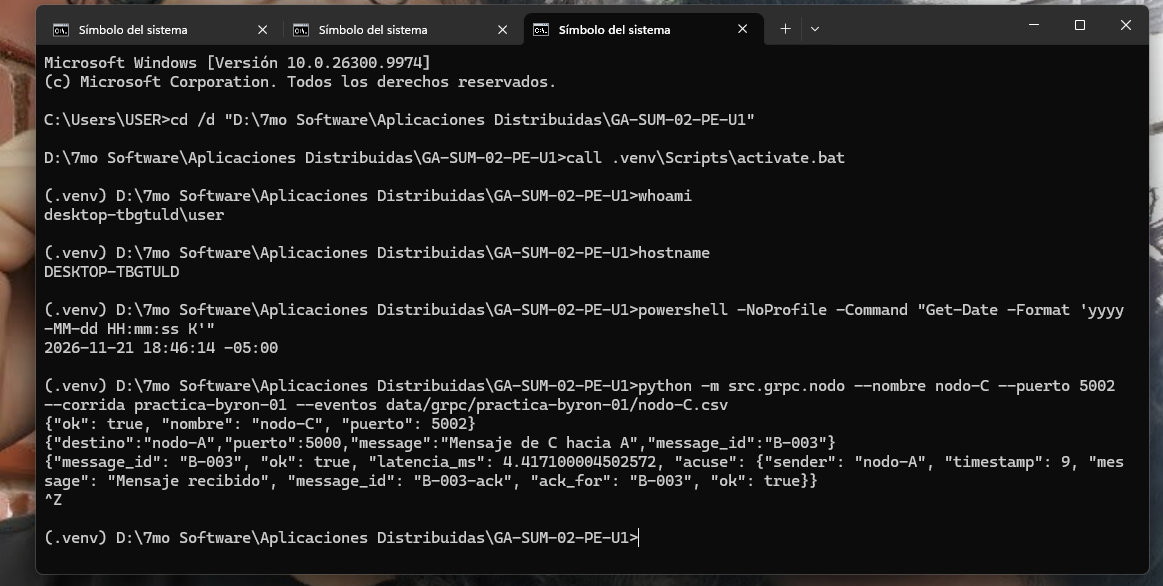 Símbolo del sistema
Símbolo del sistema
Símbolo del sistema
Microsoft Windows [Versión 10.0.26300.9974]
(c) Microsoft Corporation. Todos los derechos reservados.
C:\Users\USER>cd /d "D:\7mo Software\Aplicaciones Distribuidas\GA-SUM-02-PE-U1"
D:\7mo Software\Aplicaciones Distribuidas\GA-SUM-02-PE-U1>call .venv\Scripts\activate.bat
(.venv) D:\7mo Software\Aplicaciones Distribuidas\GA-SUM-02-PE-U1>whoami
desktop-tbgtuld\user
(.venv) D:\7mo Software\Aplicaciones Distribuidas\GA-SUM-02-PE-U1>hostname
DESKTOP-TBGTULD
(.venv) D:\7mo Software\Aplicaciones Distribuidas\GA-SUM-02-PE-U1>powershell -NoProfile -Command "Get-Date -Format 'yyyy
-MM-dd HH:mm:ss K'"
2026-11-21 18:46:14 -05:00
(.venv) D:\7mo Software\Aplicaciones Distribuidas\GA-SUM-02-PE-U1>python -m src.grpc.nodo --nombre nodo-C --puerto 5002
--corrida practica-byron-01 --eventos data/grpc/practica-byron-01/nodo-C.csv
{"ok": true, "nombre": "nodo-C", "puerto": 5002}
{"destino":"nodo-A","puerto":5000,"message":"Mensaje de C hacia A","message_id":"B-003"}
{"message_id": "B-003", "ok": true, "latencia_ms": 4.417100004502572, "acuse": {"sender": "nodo-A", "timestamp": 9, "mes
sage": "Mensaje recibido", "message_id": "B-003-ack", "ack_for": "B-003", "ok": true}}
^Z
(.venv) D:\7mo Software\Aplicaciones Distribuidas\GA-SUM-02-PE-U1>